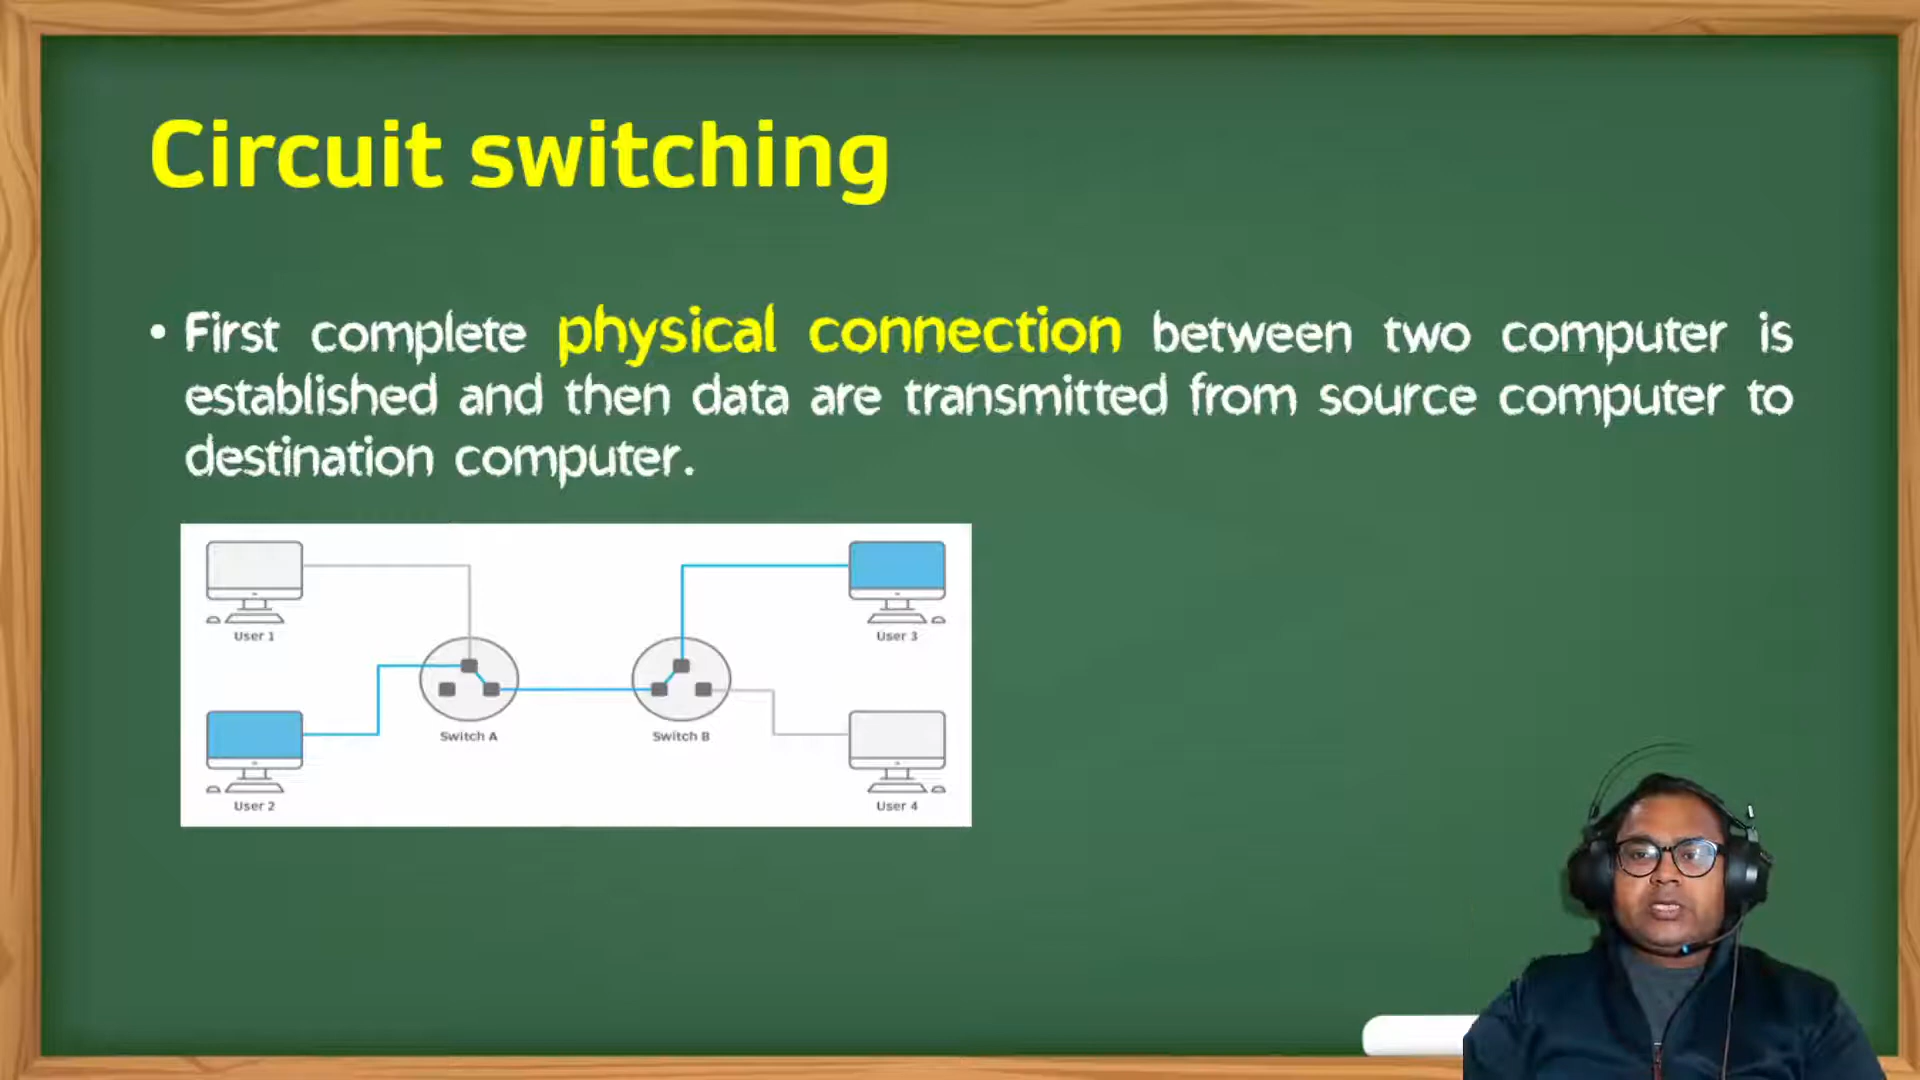 Circuit switching
• First complete physical connection between two computer is
established and then data are transmitted from source computer to
destination computer.
User 1
User 3
Switch A
Switch B
User 2
User 4